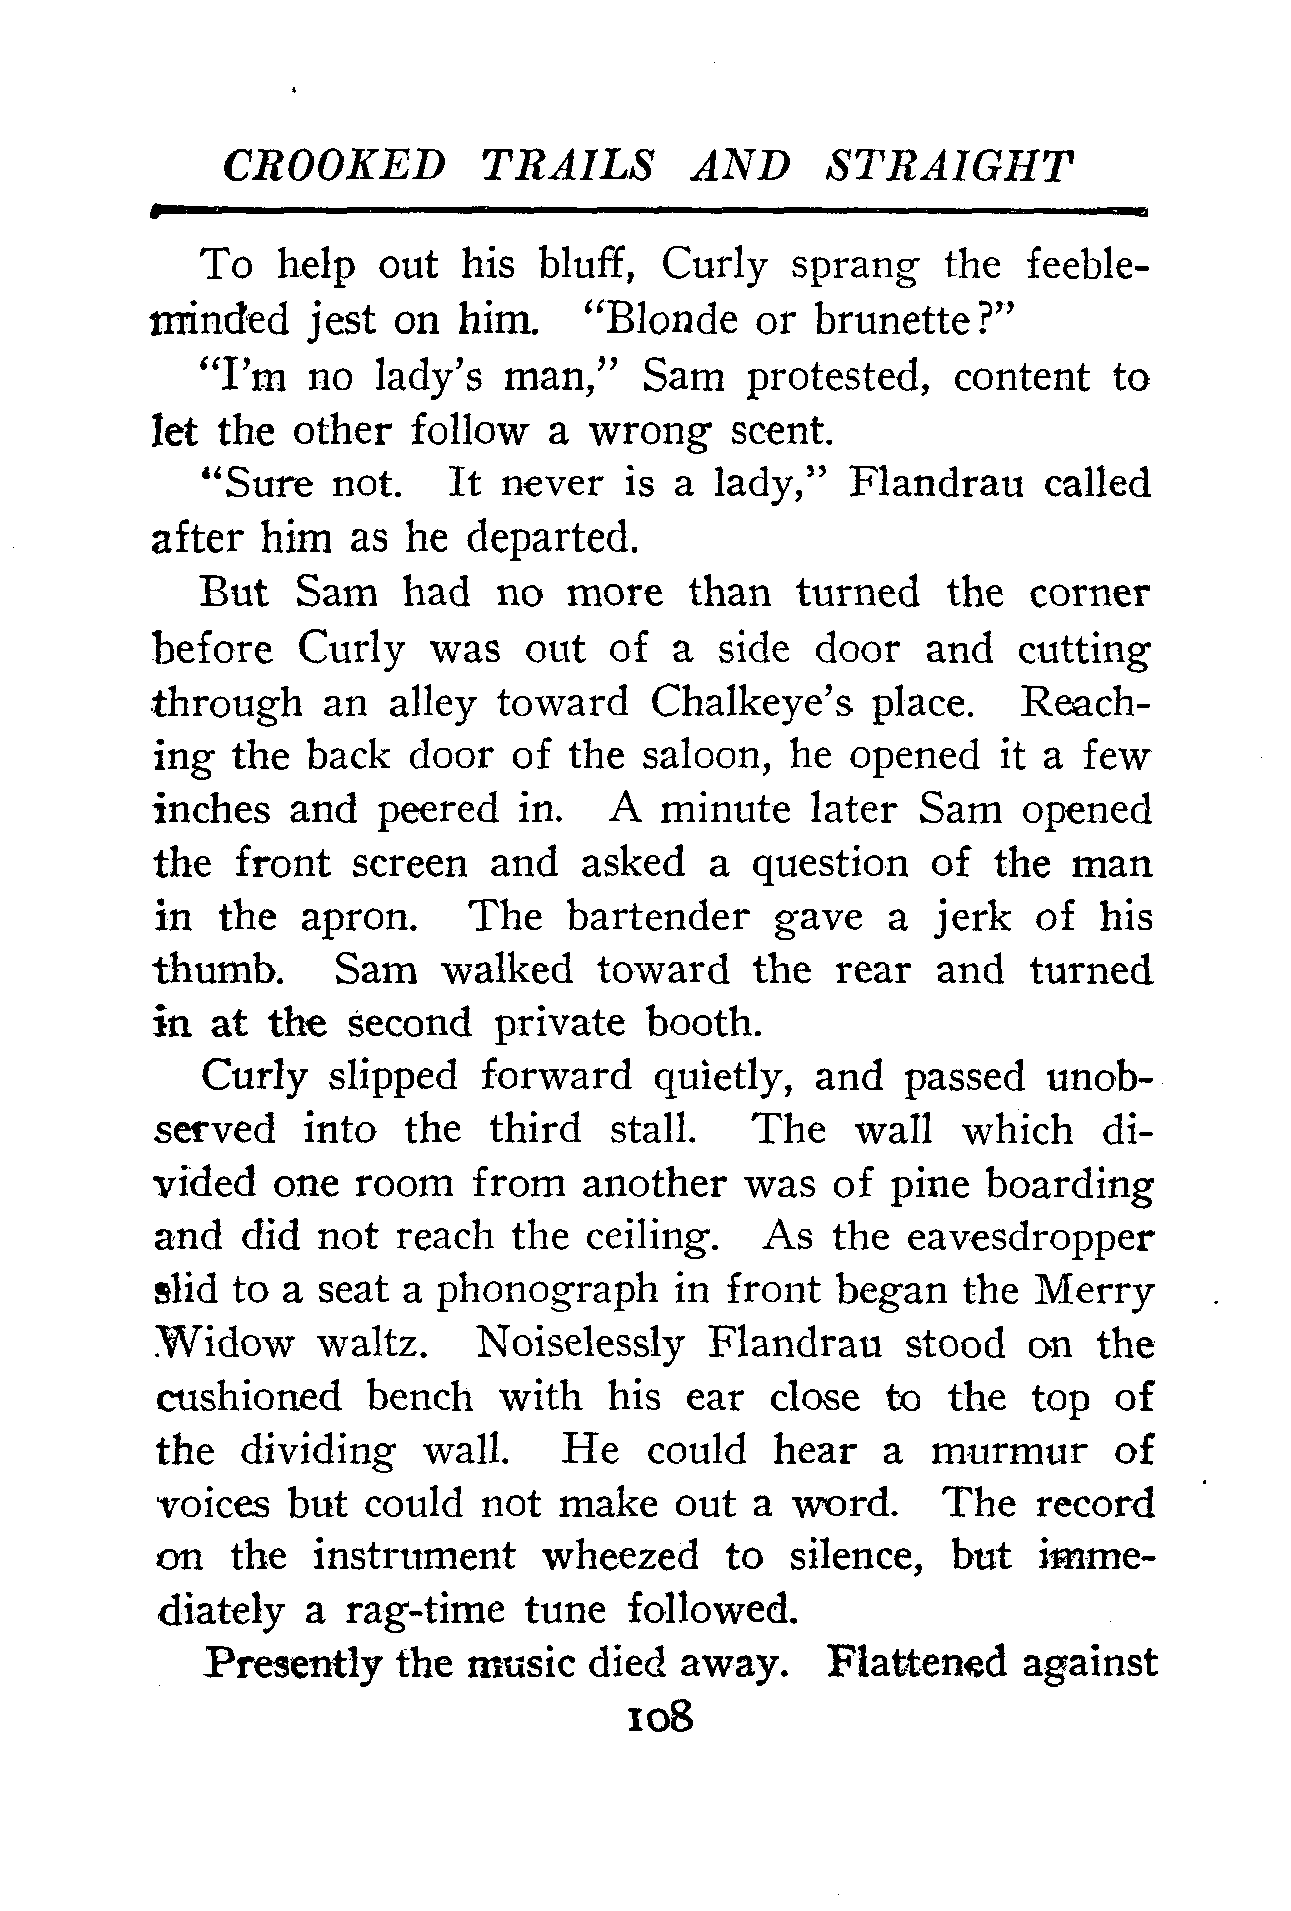 CROOKED TRAILS AND STRAIGHT
To help out his bluff, Curly sprang the feeble-
minded jest on him. "Blonde or brunette?"
"I'm no lady's man," Sam protested, content to
let the other follow a wrong scent.
"Sure not. It never is a lady," Flandrau called
after him as he departed.
But Sam had no more than turned the corner
before Curly was out of a side door and cutting
through an alley toward Chalkeye's place. Reach-
ing the back door of the saloon, he opened it a few
inches and peered in. A minute later Sam opened
the front screen and asked a question of the man
in the apron. The bartender gave a jerk of his
thumb. Sam walked toward the rear and turned
in at the second private booth.
Curly slipped forward quietly, and passed unob-
served into the third stall. The wall which di-
vided one room from another was of pine boarding
and did not reach the ceiling. As the eavesdropper
slid to a seat a phonograph in front began the Merry
Widow waltz. Noiselessly Flandrau stood on the
cushioned bench with his ear close to the top of
the dividing wall. He could hear a murmur of
voices but could not make out a word. The record
on the instrument wheezed to silence, but imme-
diately a rag-time tune followed.
Presently the music died away. Flattened against
108